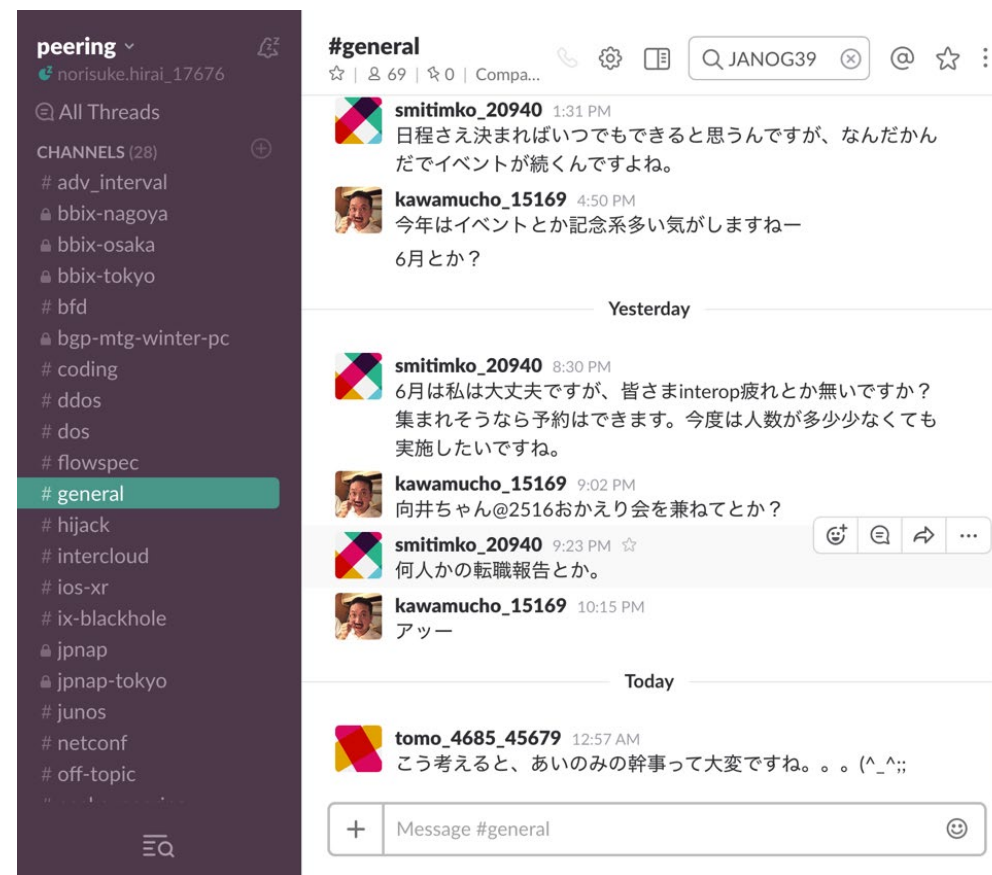 peering
norisuke.hirai_17676
All Threads
CHANNELS (28)
# adv_interval
bbix-nagoya
bbix-osaka
bbix-tokyo
# bfd
bgp-mtg-winter-pc
# coding
# ddos
# dos
# flowspec
# general
# hijack
# intercloud
# ios-xr
# ix-blackhole
jpnap
jpnap-tokyo
# junos
# netconf
# off-topic
#general
69 | 0 | Compa...
JANOG39
smitimko_20940 1:31 PM
日程さえ決まればいつでもできると思うんですが、なんだかん
だでイベントが続くんですよね。
kawamucho_15169 4:50 PM
今年はイベントとか記念系多い気がしますねー
6月とか？
Yesterday
smitimko_20940 8:30 PM
6月は私は大丈夫ですが、皆さまinterop疲れとか無いですか？
集まれそうなら予約はできます。今度は人数が多少少なくても
実施したいですね。
kawamucho_15169 9:02 PM
向井ちゃん@2516おかえり会を兼ねてとか？
smitimko_20940 9:23 PM
何人かの転職報告とか。
kawamucho_15169 10:15 PM
アッー
Today
tomo_4685_45679 12:57 AM
こう考えると、あいのみの幹事って大変ですね。。。(^_^;;
Message #general